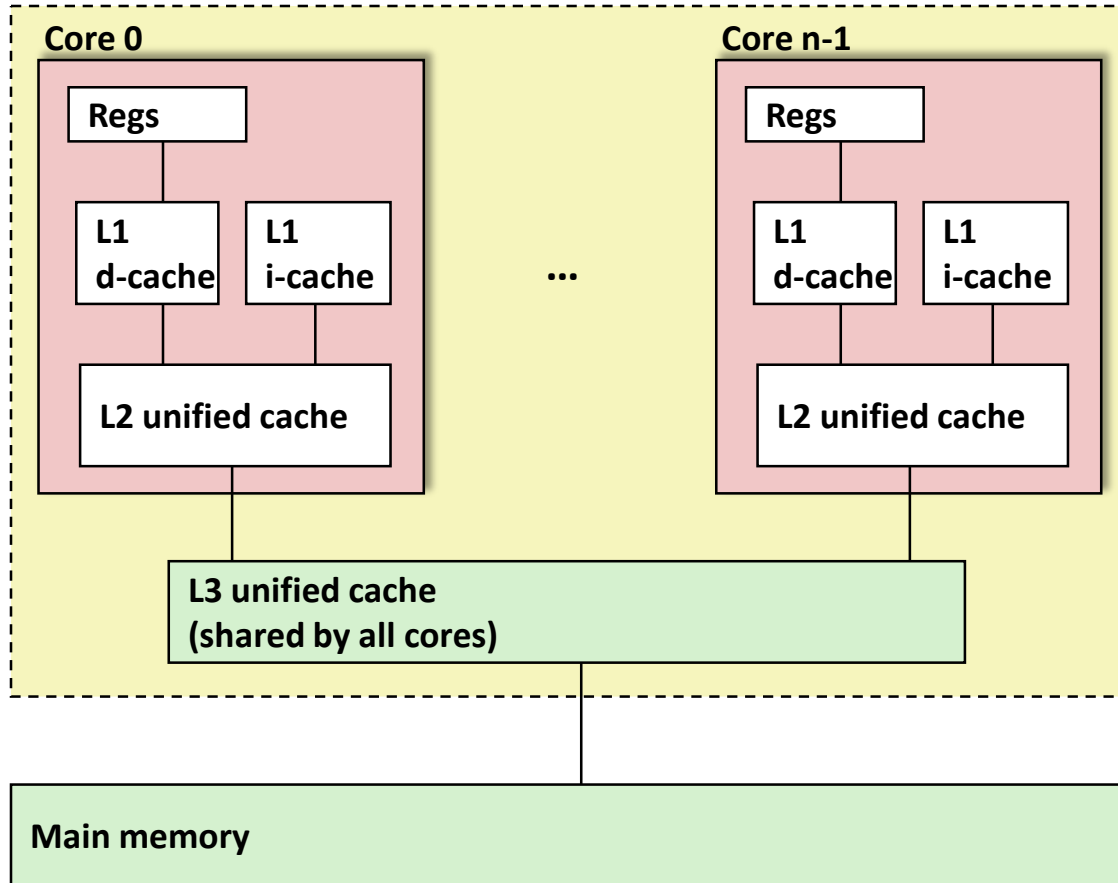 Core 0
Regs
L1
d-cache
L1
i-cache
L2 unified cache
...
Core n-1
Regs
L1
d-cache
L1
i-cache
L2 unified cache
L3 unified cache
(shared by all cores)
Main memory